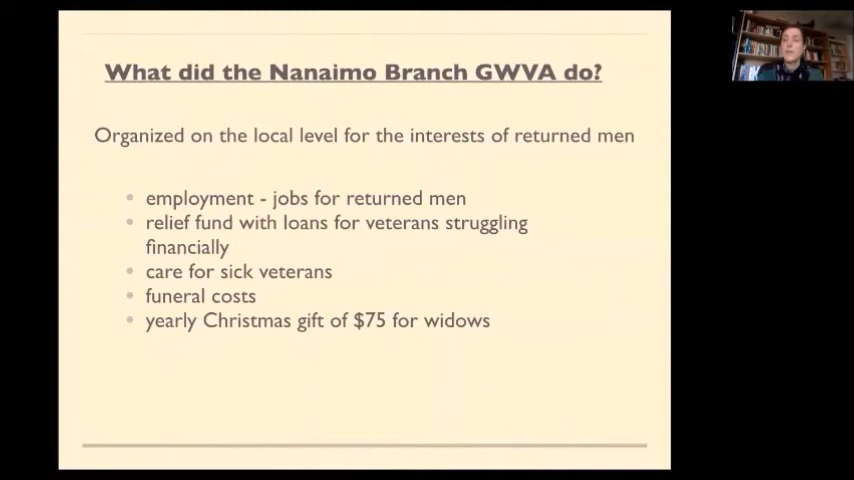 What did the Nanaimo Branch GWVA do?
Organized on the local level for the interests of returned men
• employment - jobs for returned men
• relief fund with loans for veterans struggling
financially
• care for sick veterans
• funeral costs
• yearly Christmas gift of $75 for widows